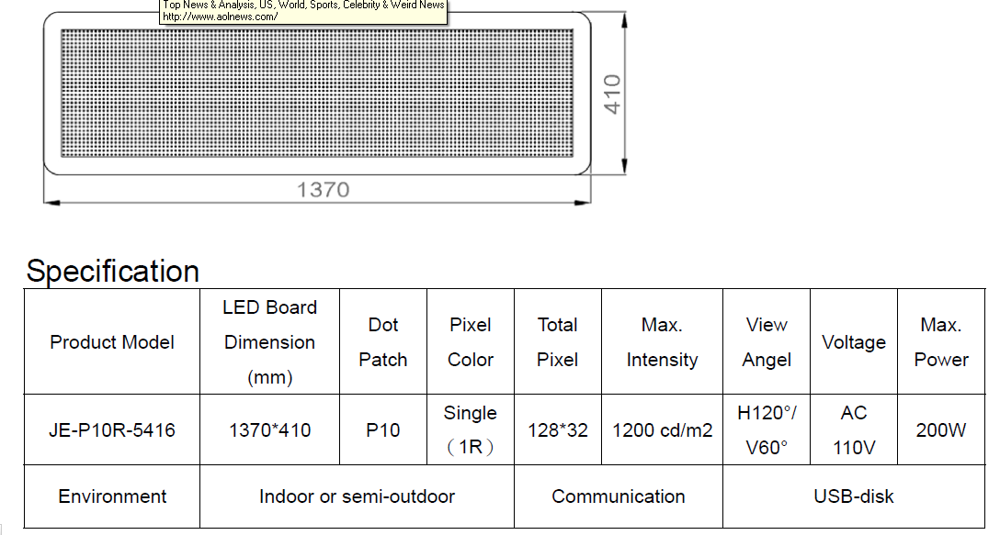 Top News & Analysis, US, World, Sports, Celebrity & Weird News
http://www.aolnews.com/
410
1370
Specification
Product Model
LED Board
Dimension
(mm)
Dot
Patch
Pixel
Color
Total
Pixel
Max.
Intensity
View
Angel
Voltage
Max.
Power
JE-P10R-5416
1370*410
P10
Single
（1R）
128*32
1200 cd/m2
H120°/
V60°
AC
110V
200W
Environment
Indoor or semi-outdoor
Communication
USB-disk